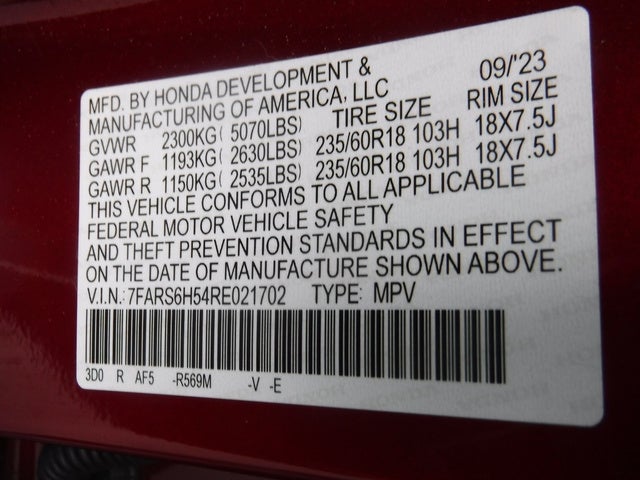 MFD. BY HONDA DEVELOPMENT & 09/'23
MANUFACTURING OF AMERICA, LLC
TIRE SIZE RIM SIZE
GVWR 2300KG ( 5070LBS)
GAWR F 1193KG ( 2630LBS) 235/60R18 103H 18X7.5J
GAWR R 1150KG ( 2535LBS) 235/60R18 103H 18X7.5J
THIS VEHICLE CONFORMS TO ALL APPLICABLE
FEDERAL MOTOR VEHICLE SAFETY
AND THEFT PREVENTION STANDARDS IN EFFECT
ON THE DATE OF MANUFACTURE SHOWN ABOVE.
V.I.N.: 7FARS6H54RE021702 TYPE: MPV
3D0 R AF5 -R569M -V -E